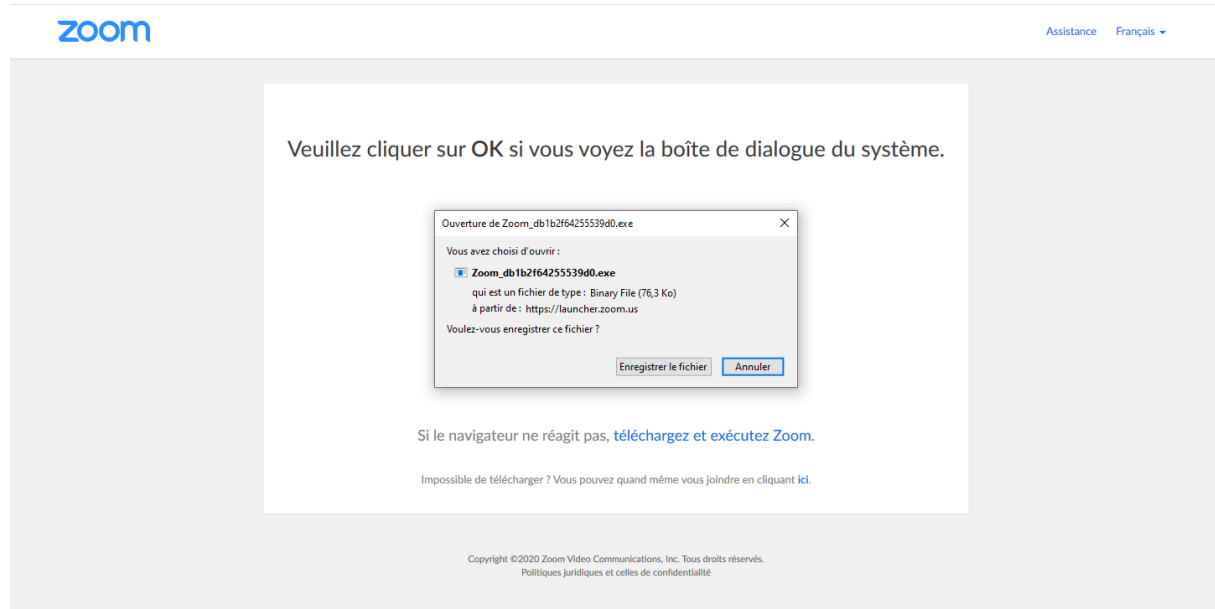 zoom
Assistance Français
Veuillez cliquer sur OK si vous voyez la boîte de dialogue du système.
Ouverture de Zoom_db1b2f64255539d0.exe
Vous avez choisi d'ouvrir :
Zoom_db1b2f64255539d0.exe
qui est un fichier de type : Binary File (76,3 Ko)
à partir de : https://launcher.zoom.us
Voulez-vous enregistrer ce fichier ?
Enregistrer le fichier Annuler
Si le navigateur ne réagit pas, téléchargez et exécutez Zoom.
Impossible de télécharger ? Vous pouvez quand même vous joindre en cliquant ici.
Copyright ©2020 Zoom Video Communications, Inc. Tous droits réservés.
Politiques juridiques et celles de confidentialité